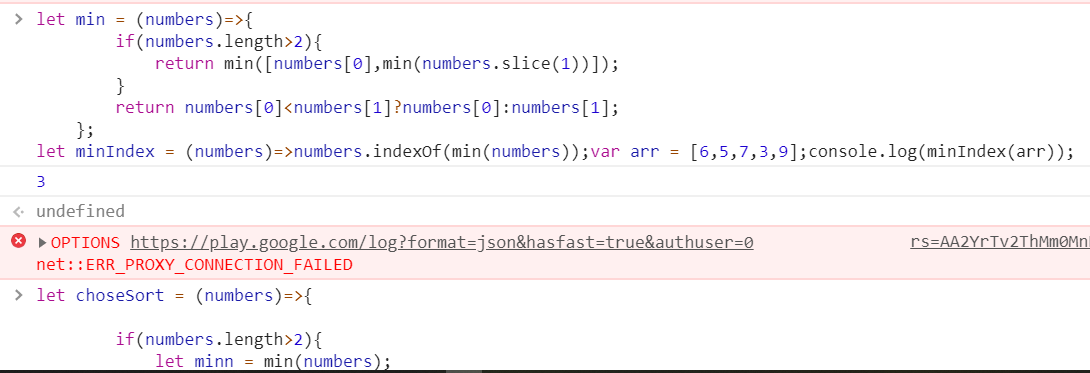 let min = (numbers)=>{
if(numbers.length>2){
return min([numbers[0],min(numbers.slice(1))]);
}
return numbers[0]<numbers[1]?numbers[0]:numbers[1];
};
let minIndex = (numbers)=>numbers.indexOf(min(numbers));var arr = [6,5,7,3,9];console.log(minIndex(arr));
3
undefined
OPTIONS https://play.google.com/log?format=json&hasfast=true&authuser=0 rs=AA2YrTv2ThMm0Mn
net::ERR_PROXY_CONNECTION_FAILED
let choseSort = (numbers)=>{
if(numbers.length>2){
let minn = min(numbers);